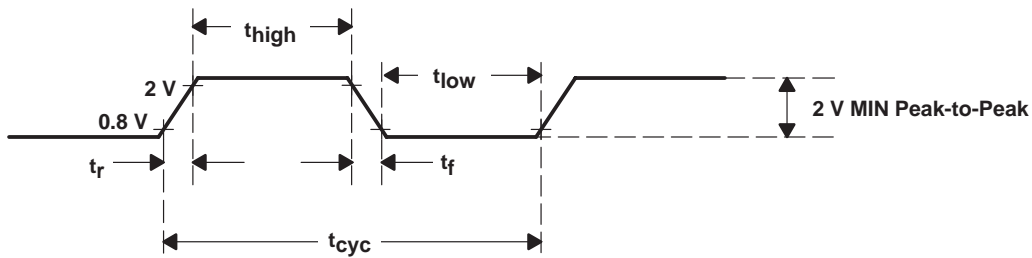 thigh
tlow
2 V
0.8 V
2 V MIN Peak-to-Peak
tr
tf
tcyc